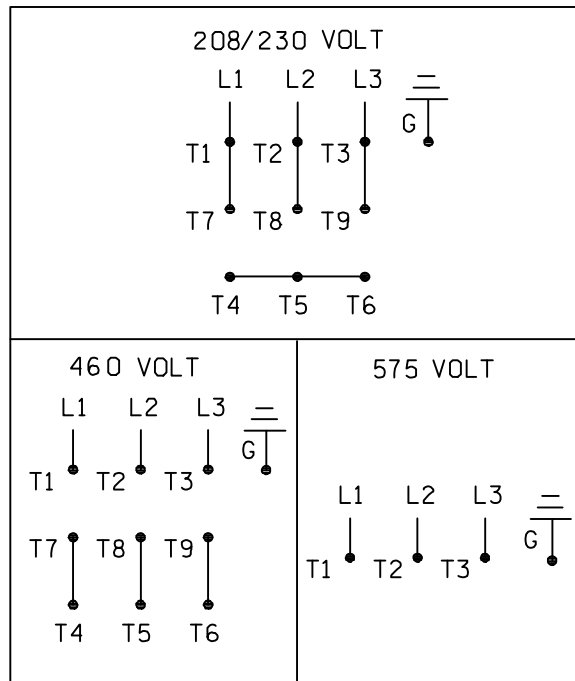 208/230 VOLT
L1 L2 L3
G
T1 T2 T3
T7 T8 T9
T4 T5 T6
460 VOLT
L1 L2 L3
G
T1 T2 T3
T7 T8 T9
T4 T5 T6
575 VOLT
L1 L2 L3
G
T1 T2 T3